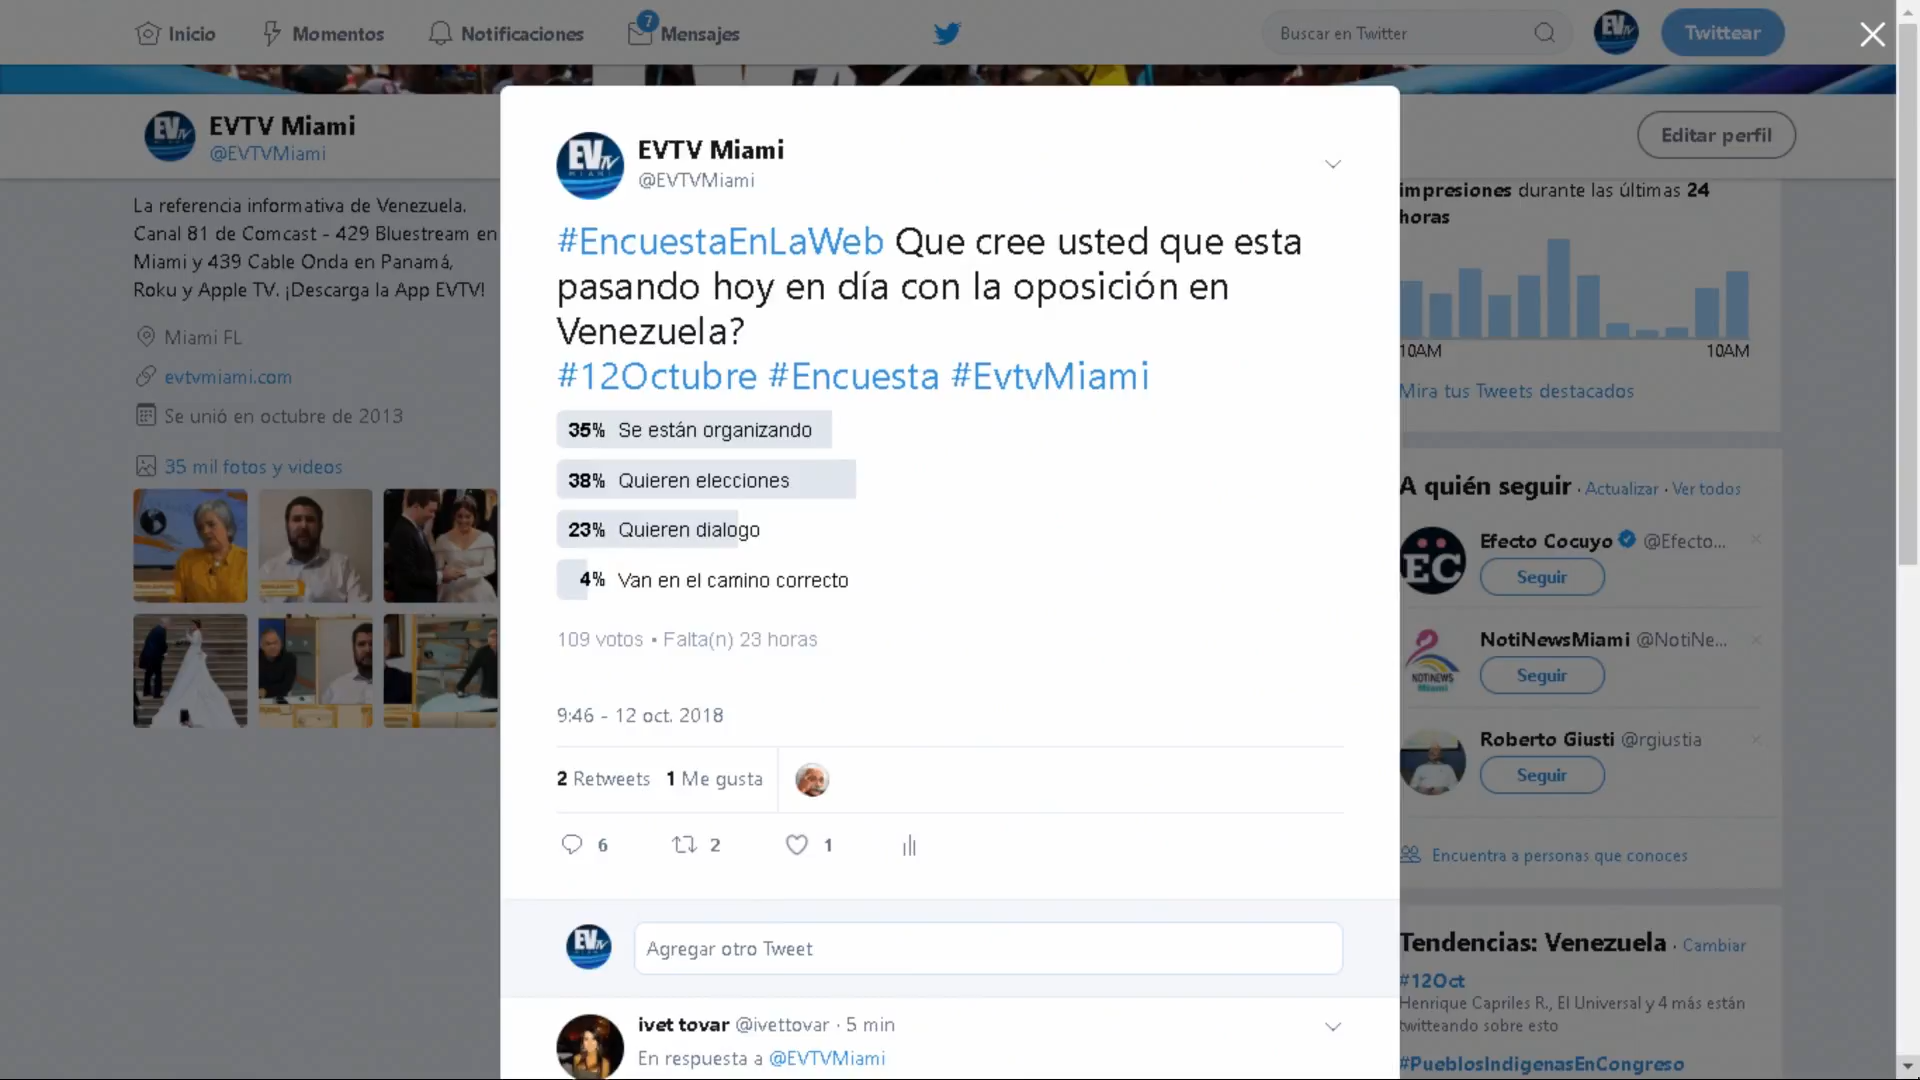 Inicio
Momentos
Notificaciones
7
Mensajes
Buscar en Twitter
EVtv
Twittear
EVtv
EVTV Miami
@EVTVMiami
Editar perfil
La referencia informativa de Venezuela.
Canal 81 de Comcast - 429 Bluestream en
Miami y 439 Cable Onda en Panamá,
Roku y Apple TV. ¡Descarga la App EVTV!
Miami FL
evtvmiami.com
Se unió en octubre de 2013
35 mil fotos y videos
EVtv
MIAMI
EVTV Miami
@EVTVMiami
#EncuestaEnLaWeb Que cree usted que esta
pasando hoy en día con la oposición en
Venezuela?
#12Octubre #Encuesta #EvtvMiami
35% Se están organizando
38% Quieren elecciones
23% Quieren dialogo
4% Van en el camino correcto
109 votos • Falta(n) 23 horas
9:46 - 12 oct. 2018
2 Retweets 1 Me gusta
6
2
1
EVtv
Agregar otro Tweet
ivet tovar @ivettovar · 5 min
En respuesta a @EVTVMiami
impresiones durante las últimas 24
horas
10AM
10AM
Mira tus Tweets destacados
A quién seguir · Actualizar · Ver todos
EC
Efecto Cocuyo @Efecto...
Seguir
NOTINEWS
Miami
NotiNewsMiami @NotiNe...
Seguir
Roberto Giusti @rgiustia
Seguir
Encuentra a personas que conoces
Tendencias: Venezuela · Cambiar
#12Oct
Henrique Capriles R., El Universal y 4 más están
twitteando sobre esto
#PueblosIndigenasEnCongreso